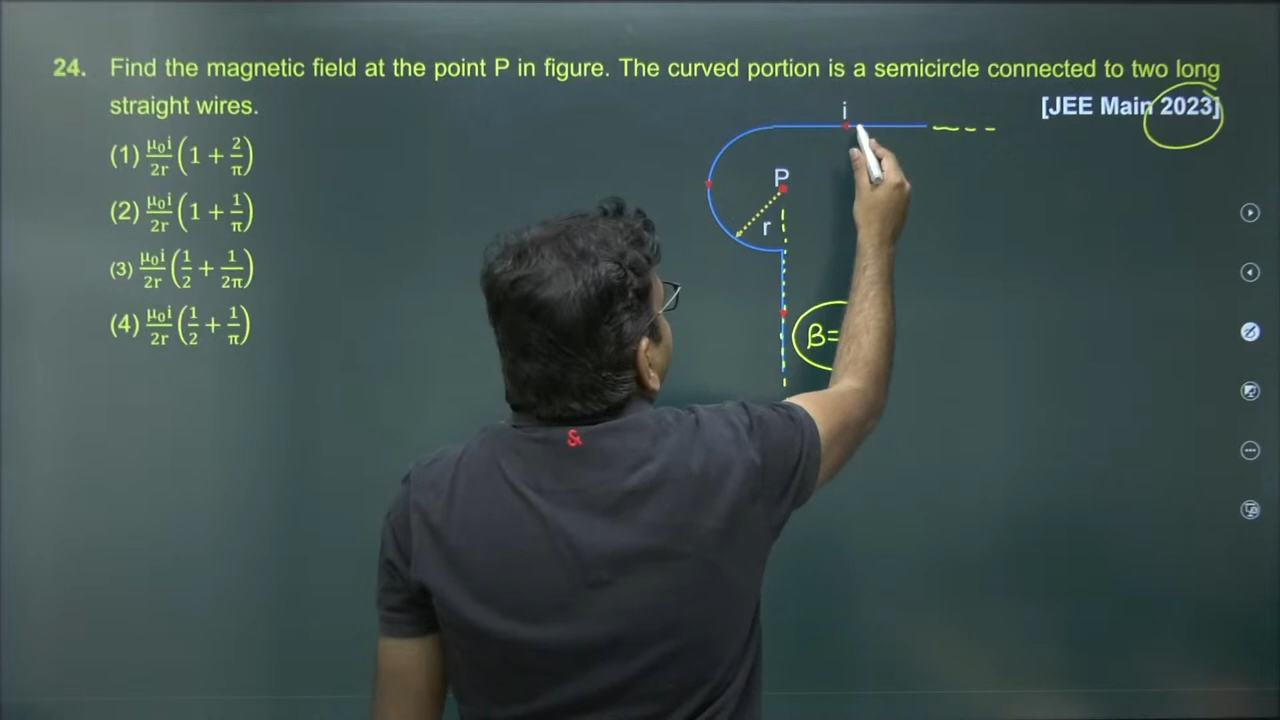 24. Find the magnetic field at the point P in figure. The curved portion is a semicircle connected to two long
straight wires. [JEE Main 2023]
(1) μ₀i/2r (1 + 2/π)
(2) μ₀i/2r (1 + 1/π)
(3) μ₀i/2r (1/2 + 1/2π)
(4) μ₀i/2r (1/2 + 1/π)
i
P
r
B=
&